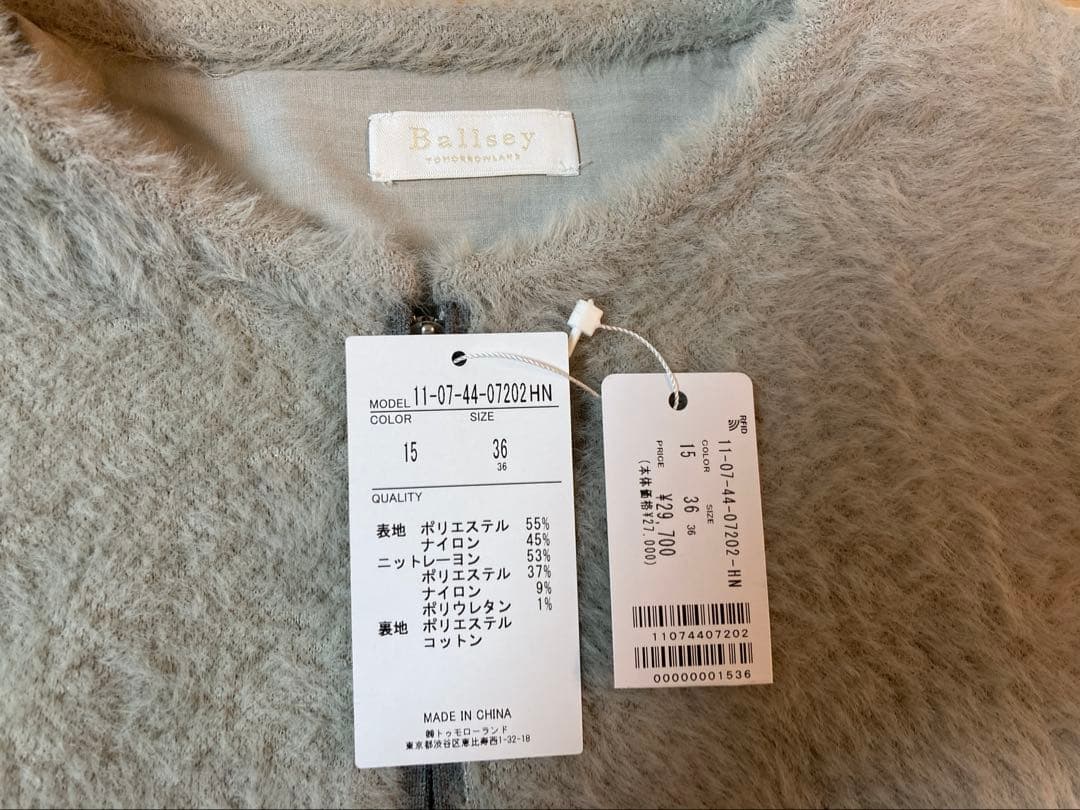 Ballsey
TOMORROWLAND
MODEL 11-07-44-07202HN
COLOR SIZE
15 36
36
QUALITY
表地 ポリエステル 55%
ナイロン 45%
ニットレーヨン 53%
ポリエステル 37%
ナイロン 9%
ポリウレタン 1%
裏地 ポリエステル
コットン
MADE IN CHINA
㈱トゥモローランド
東京都渋谷区恵比寿西1-32-18
RFID
11-07-44-07202-HN
COLOR SIZE
15 36 36
PRICE ¥29,700
(本体価格¥27,000)
11074407202
00000001536